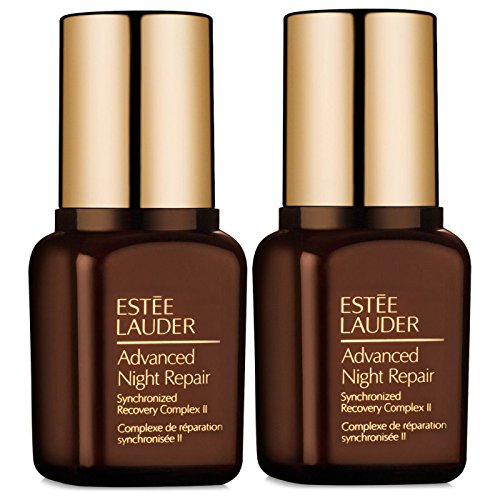 ESTĒE
LAUDER
Advanced
Night Repair
Synchronized
Recovery Complex II
Complexe de réparation
synchronisée II
ESTĒE
LAUDER
Advanced
Night Repair
Synchronized
Recovery Complex II
Complexe de réparation
synchronisée II